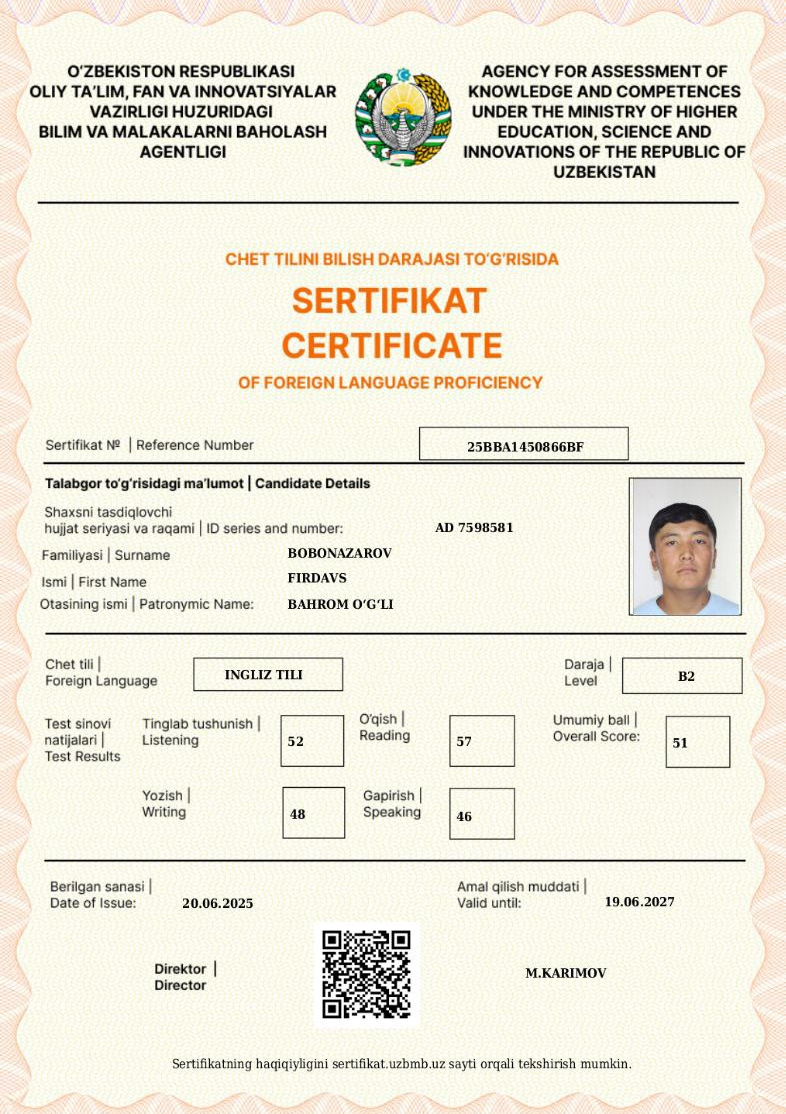 O‘ZBEKISTON RESPUBLIKASI
OLIY TA’LIM, FAN VA INNOVATSIYALAR
VAZIRLIGI HUZURIDAGI
BILIM VA MALAKALARNI BAHOLASH
AGENTLIGI
AGENCY FOR ASSESSMENT OF
KNOWLEDGE AND COMPETENCES
UNDER THE MINISTRY OF HIGHER
EDUCATION, SCIENCE AND
INNOVATIONS OF THE REPUBLIC OF
UZBEKISTAN
CHET TILINI BILISH DARAJASI TO‘G‘RISIDA
SERTIFIKAT
CERTIFICATE
OF FOREIGN LANGUAGE PROFICIENCY
Sertifikat № | Reference Number
25BBA1450866BF
Talabgor to‘g‘risidagi ma’lumot | Candidate Details
Shaxsni tasdiqlovchi
hujjat seriyasi va raqami | ID series and number:
AD 7598581
Familiyasi | Surname
BOBONAZAROV
Ismi | First Name
FIRDAVS
Otasining ismi | Patronymic Name:
BAHROM O‘G‘LI
Chet tili |
Foreign Language
INGLIZ TILI
Daraja |
Level
B2
Test sinovi
natijalari |
Test Results
Tinglab tushunish |
Listening
52
O‘qish |
Reading
57
Umumiy ball |
Overall Score:
51
Yozish |
Writing
48
Gapirish |
Speaking
46
Berilgan sanasi |
Date of Issue:
20.06.2025
Amal qilish muddati |
Valid until:
19.06.2027
Direktor |
Director
M.KARIMOV
Sertifikatning haqiqiyligini sertifikat.uzbmb.uz sayti orqali tekshirish mumkin.